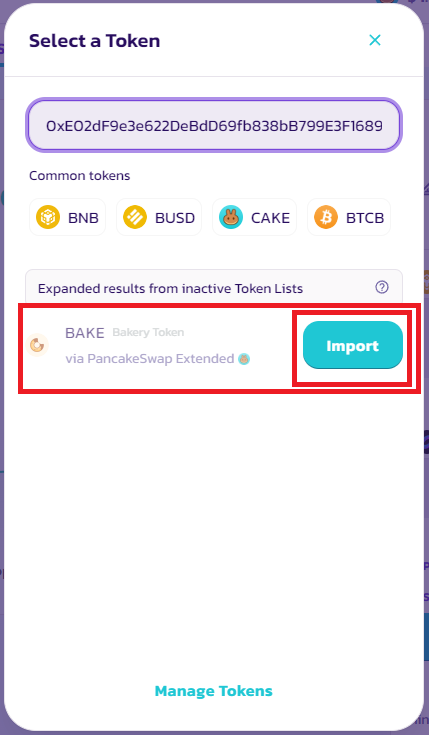 Select a Token
0xE02dF9e3e622DeBdD69fb838bB799E3F1689
Common tokens
BNB BUSD CAKE BTCB
Expanded results from inactive Token Lists
BAKE Bakery Token
via PancakeSwap Extended
Import
Manage Tokens